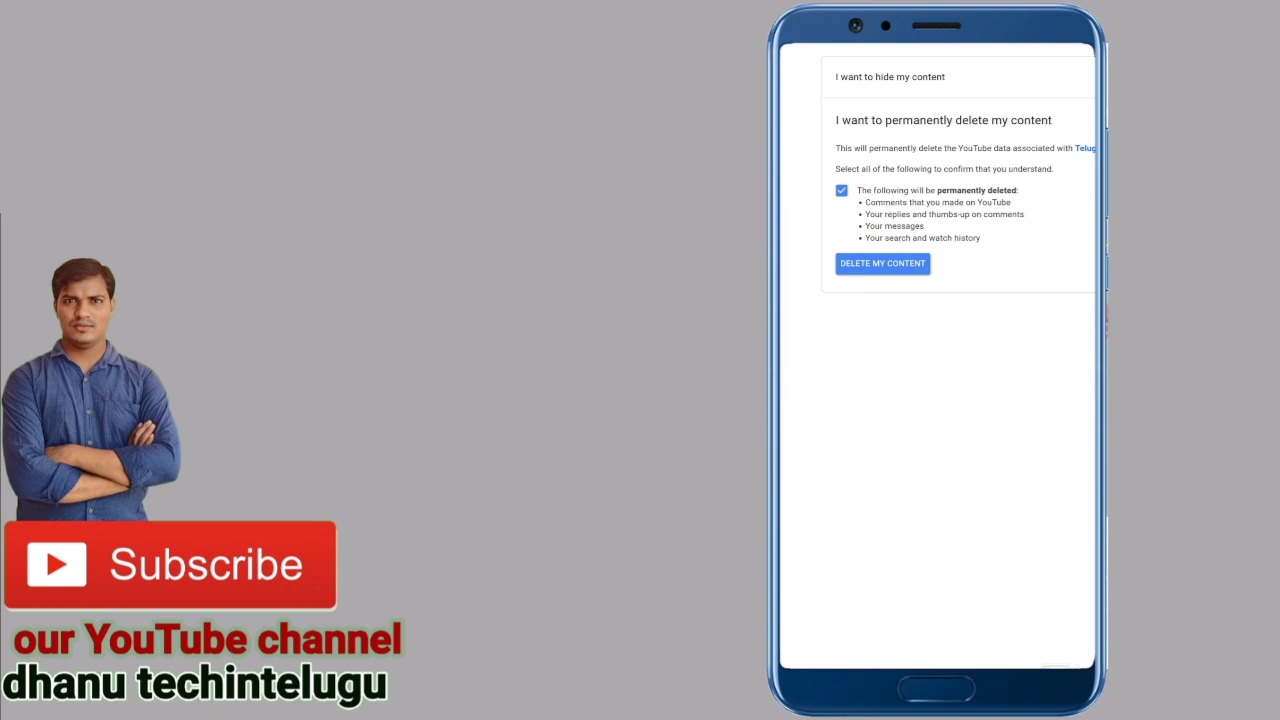 I want to hide my content
I want to permanently delete my content
This will permanently delete the YouTube data associated with Telug
Select all of the following to confirm that you understand.
The following will be permanently deleted:
• Comments that you made on YouTube
• Your replies and thumbs-up on comments
• Your messages
• Your search and watch history
DELETE MY CONTENT
Subscribe
our YouTube channel
dhanu techintelugu